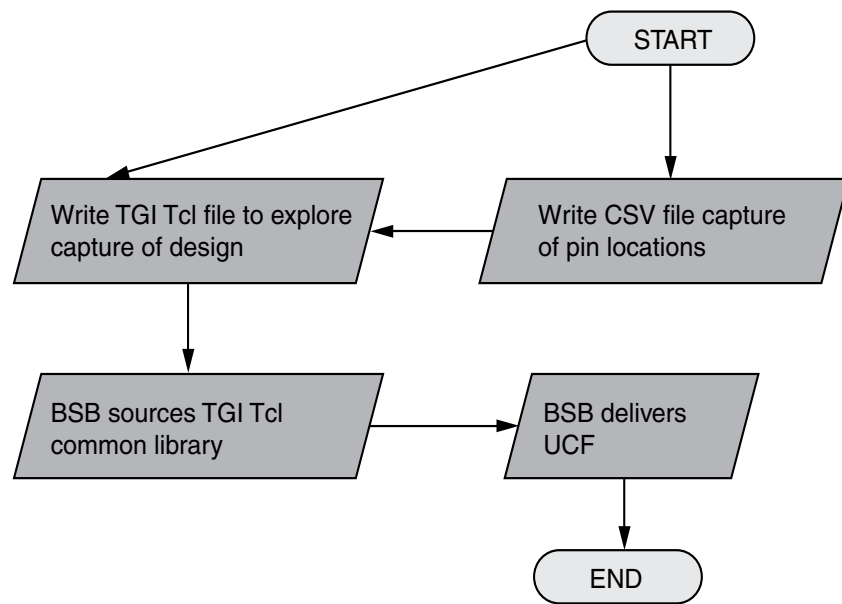 START
Write TGI Tcl file to explore
capture of design
Write CSV file capture
of pin locations
BSB sources TGI Tcl
common library
BSB delivers
UCF
END